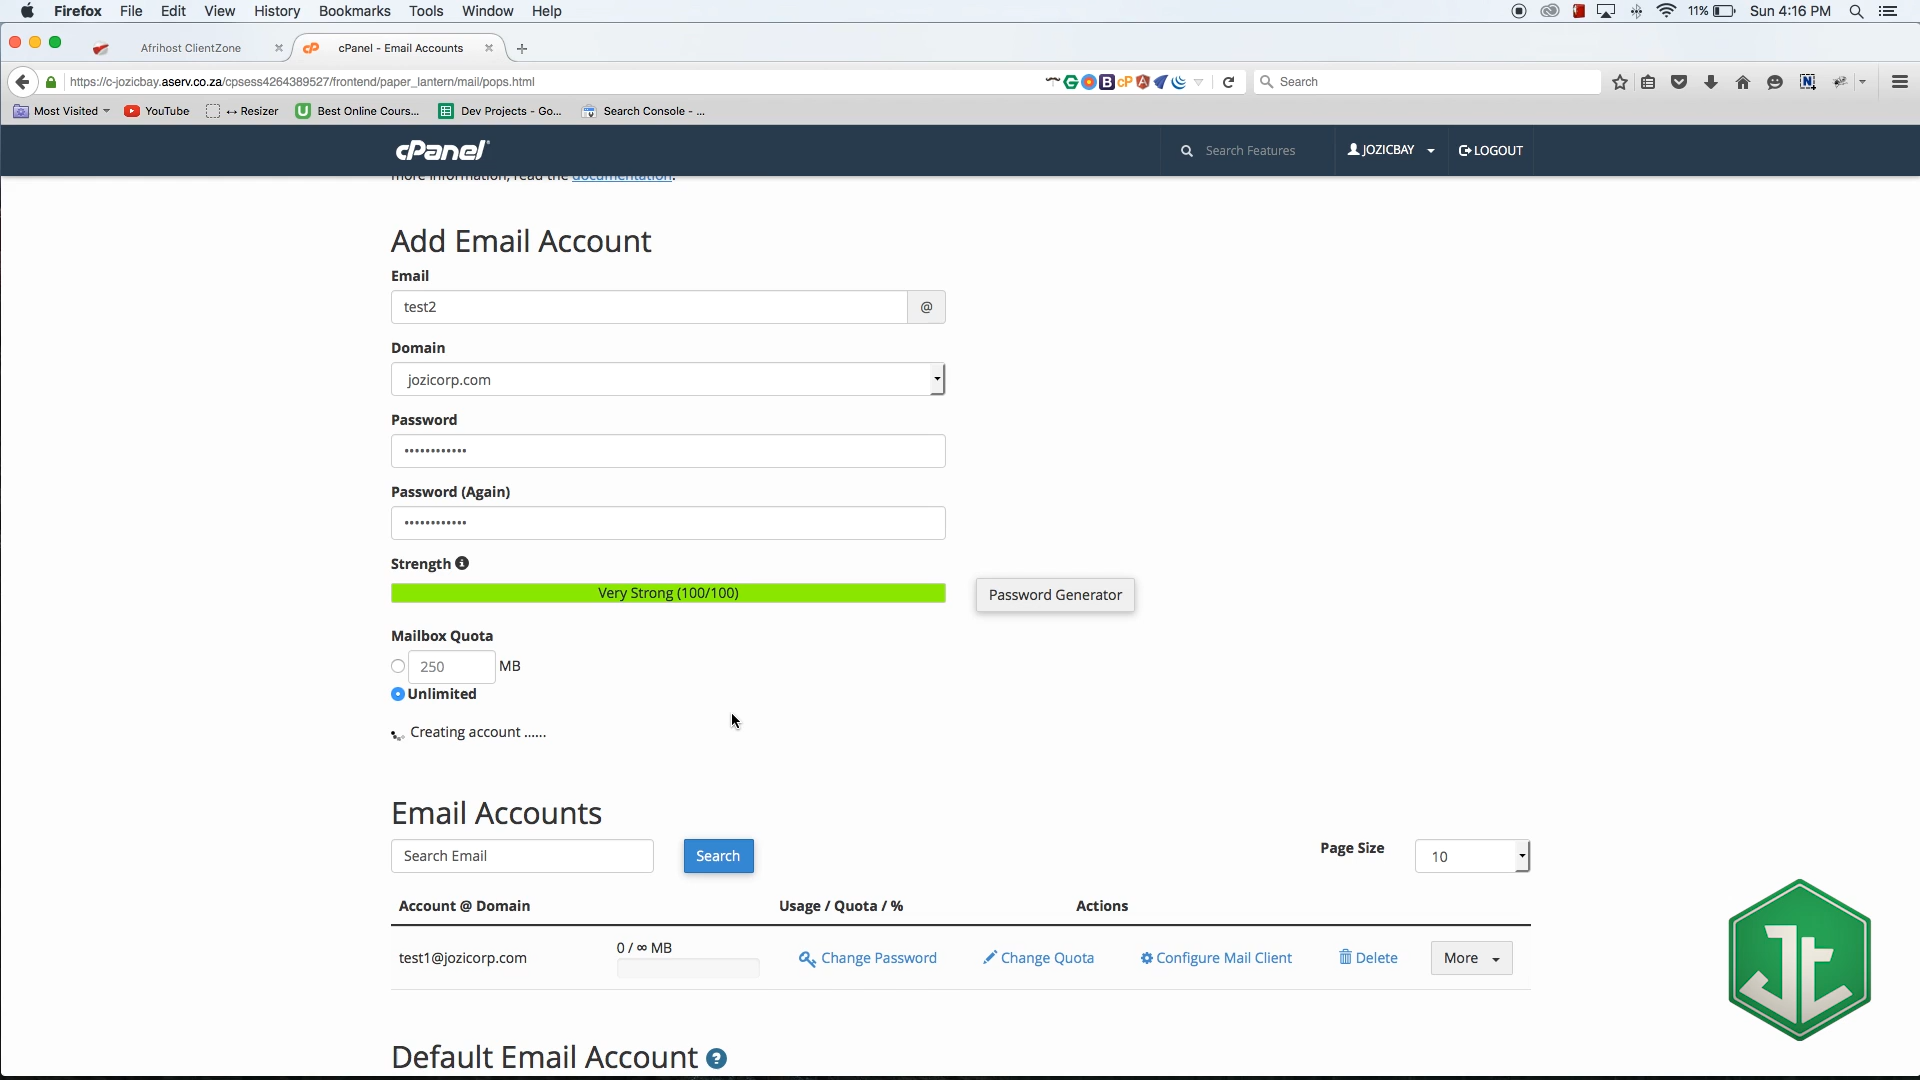 Firefox File Edit View History Bookmarks Tools Window Help 11% Sun 4:16 PM
Afrihost ClientZone cPanel - Email Accounts
https://c-jozicbay.aserv.co.za/cpsess4264389527/frontend/paper_lantern/mail/pops.html Search
Most Visited YouTube ↔ Resizer Best Online Cours... Dev Projects - Go... Search Console - ...
cPanel Search Features JOZICBAY LOGOUT
more information, read the documentation.
Add Email Account
Email
test2 @
Domain
jozicorp.com
Password
••••••••••••
Password (Again)
••••••••••••
Strength
Very Strong (100/100) Password Generator
Mailbox Quota
250 MB
Unlimited
Creating account ......
Email Accounts
Search Email Search Page Size 10
Account @ Domain Usage / Quota / % Actions
test1@jozicorp.com 0 / ∞ MB Change Password Change Quota Configure Mail Client Delete More
Default Email Account ?
Jt